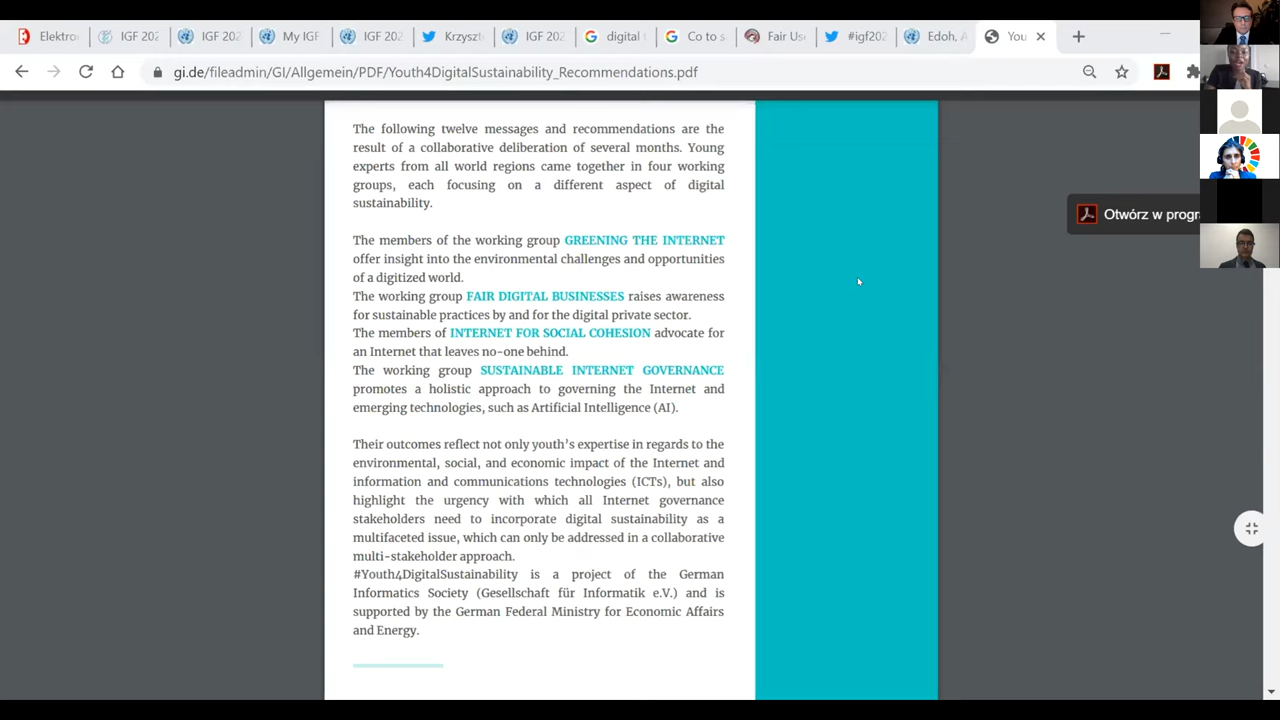 Elektro
IGF 202
IGF 202
My IGF
IGF 202
Krzyszt
IGF 202
digital
Co to s
Fair Us
#igf202
Edoh, A
You
gi.de/fileadmin/GI/Allgemein/PDF/Youth4DigitalSustainability_Recommendations.pdf
The following twelve messages and recommendations are the
result of a collaborative deliberation of several months. Young
experts from all world regions came together in four working
groups, each focusing on a different aspect of digital
sustainability.
Otwórz w progra
The members of the working group GREENING THE INTERNET
offer insight into the environmental challenges and opportunities
of a digitized world.
The working group FAIR DIGITAL BUSINESSES raises awareness
for sustainable practices by and for the digital private sector.
The members of INTERNET FOR SOCIAL COHESION advocate for
an Internet that leaves no-one behind.
The working group SUSTAINABLE INTERNET GOVERNANCE
promotes a holistic approach to governing the Internet and
emerging technologies, such as Artificial Intelligence (AI).
Their outcomes reflect not only youth's expertise in regards to the
environmental, social, and economic impact of the Internet and
information and communications technologies (ICTs), but also
highlight the urgency with which all Internet governance
stakeholders need to incorporate digital sustainability as a
multifaceted issue, which can only be addressed in a collaborative
multi-stakeholder approach.
#Youth4DigitalSustainability is a project of the German
Informatics Society (Gesellschaft für Informatik e.V.) and is
supported by the German Federal Ministry for Economic Affairs
and Energy.